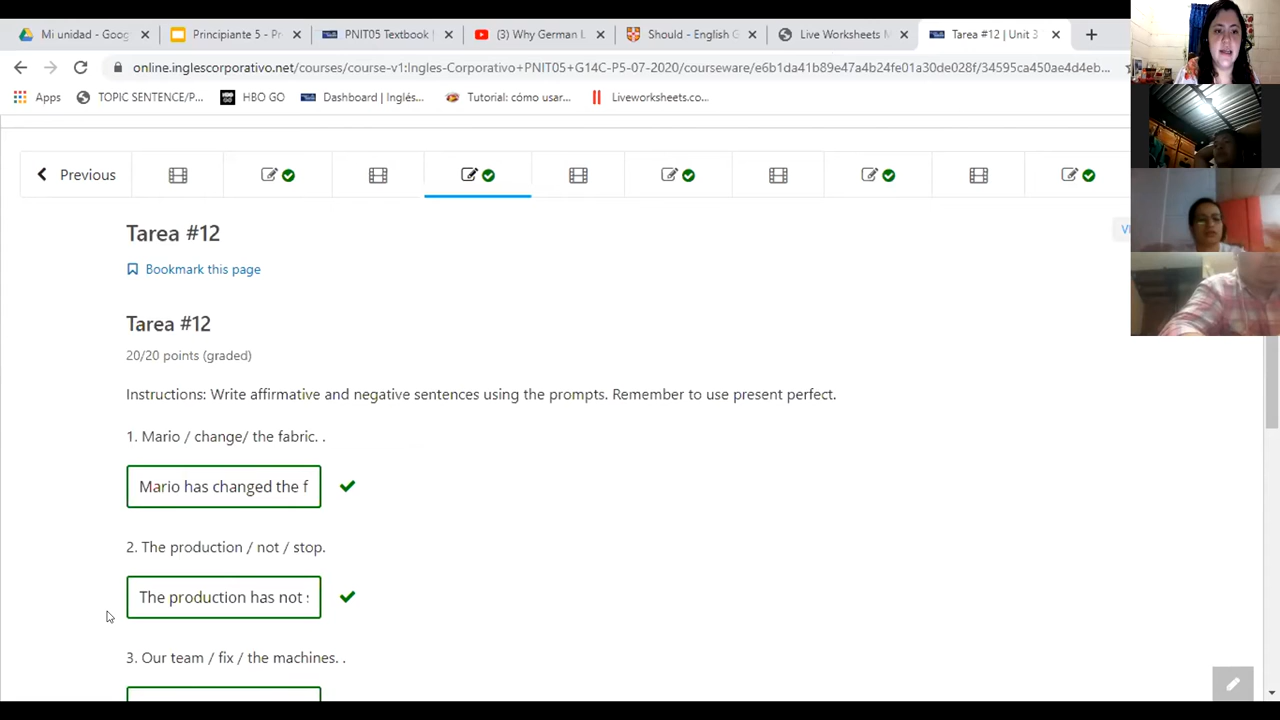 Mi unidad - Goog
Principiante 5 - Pr
PNIT05 Textbook |
(3) Why German L
Should - English G
Live Worksheets M
Tarea #12 | Unit 3
online.inglescorporativo.net/courses/course-v1:Ingles-Corporativo+PNIT05+G14C-P5-07-2020/courseware/e6b1da41b89e47a4b24fe01a30de028f/34595ca450ae4d4eb...
Apps
TOPIC SENTENCE/P...
HBO GO
Dashboard | Inglés...
Tutorial: cómo usar...
Liveworksheets.co...
Previous
Tarea #12
Bookmark this page
Tarea #12
20/20 points (graded)
Instructions: Write affirmative and negative sentences using the prompts. Remember to use present perfect.
1. Mario / change/ the fabric. .
Mario has changed the f
2. The production / not / stop.
The production has not
3. Our team / fix / the machines. .